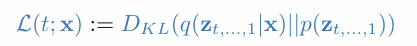 ℒ(t; x) := D_{KL}(q(z_{t,...,1}|x)||p(z_{t,...,1}))